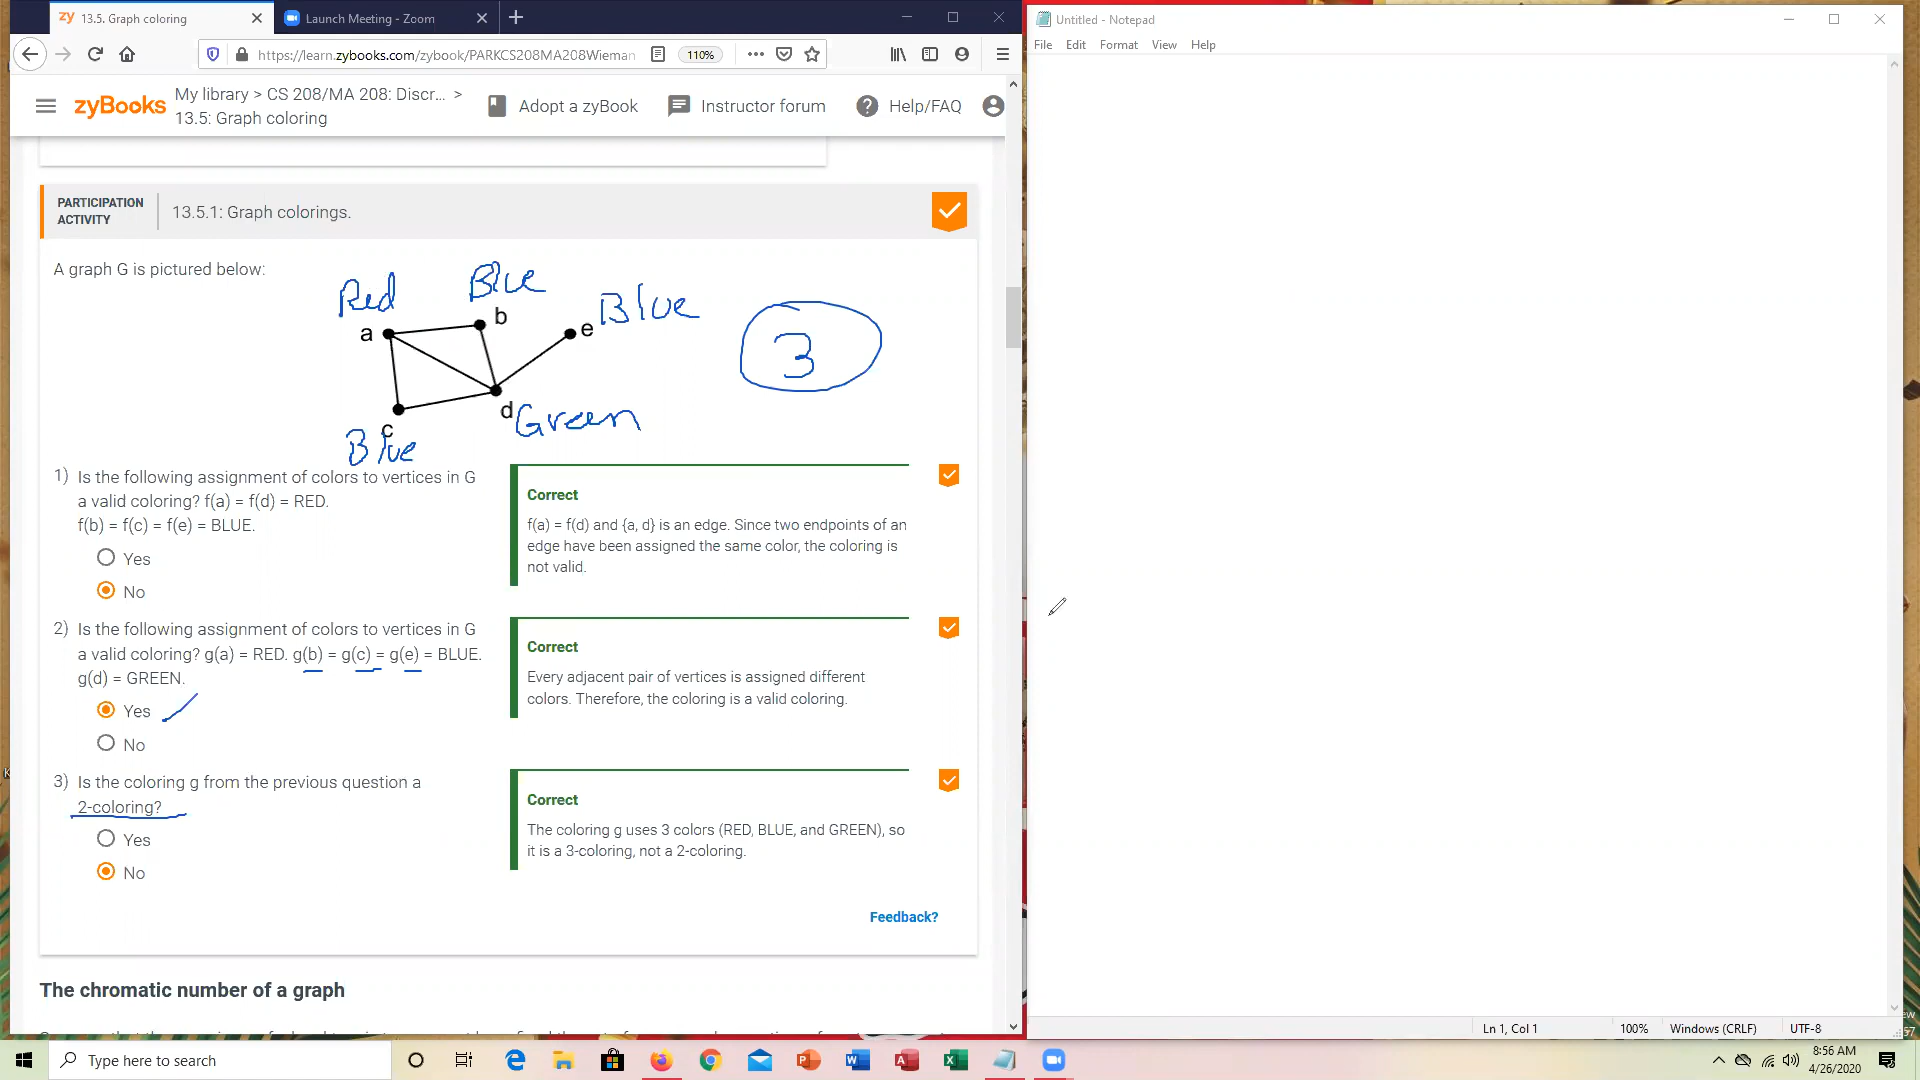 13.5. Graph coloring
Launch Meeting - Zoom
https://learn.zybooks.com/zybook/PARKCS208MA208Wieman
110%
zyBooks
My library > CS 208/MA 208: Discr... >
13.5: Graph coloring
Adopt a zyBook
Instructor forum
Help/FAQ
PARTICIPATION
ACTIVITY
13.5.1: Graph colorings.
A graph G is pictured below:
Red
Blue
Blue
a
b
e
3
d
Green
c
Blue
1) Is the following assignment of colors to vertices in G
a valid coloring? f(a) = f(d) = RED.
f(b) = f(c) = f(e) = BLUE.
Yes
No
Correct
f(a) = f(d) and {a, d} is an edge. Since two endpoints of an
edge have been assigned the same color, the coloring is
not valid.
2) Is the following assignment of colors to vertices in G
a valid coloring? g(a) = RED. g(b) = g(c) = g(e) = BLUE.
g(d) = GREEN.
Yes
No
Correct
Every adjacent pair of vertices is assigned different
colors. Therefore, the coloring is a valid coloring.
3) Is the coloring g from the previous question a
2-coloring?
Yes
No
Correct
The coloring g uses 3 colors (RED, BLUE, and GREEN), so
it is a 3-coloring, not a 2-coloring.
Feedback?
The chromatic number of a graph
Untitled - Notepad
File Edit Format View Help
Ln 1, Col 1
100%
Windows (CRLF)
UTF-8
Type here to search
8:56 AM
4/26/2020